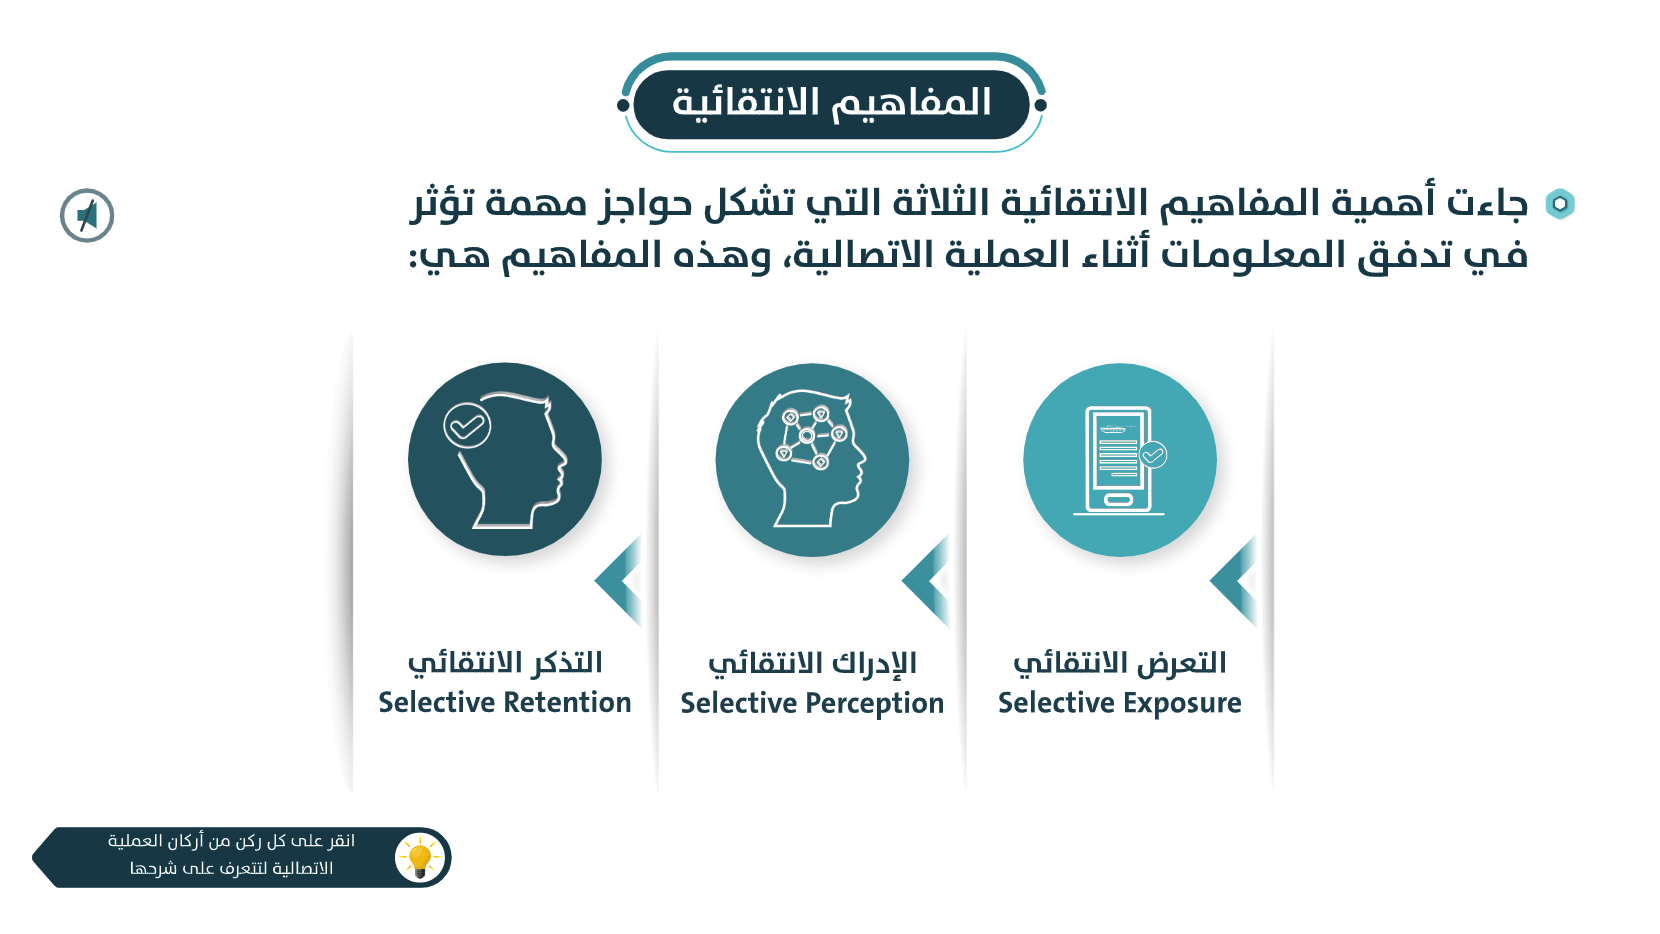 المفاهيم الانتقائية
جاءت أهمية المفاهيم الانتقائية الثلاثة التي تشكل حواجز مهمة تؤثر
في تدفق المعلومات أثناء العملية الاتصالية، وهذه المفاهيم هي:
التعرض الانتقائي
Selective Exposure
الإدراك الانتقائي
Selective Perception
التذكر الانتقائي
Selective Retention
انقر على كل ركن من أركان العملية
الاتصالية لتتعرف على شرحها